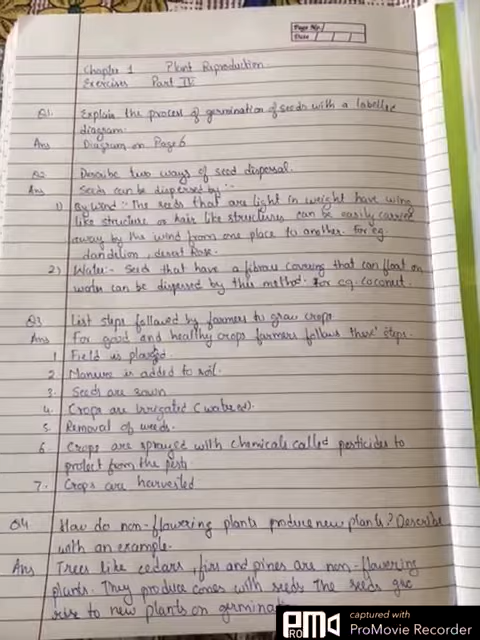 Page No.
Date
Chapter 1 Plant Reproduction
Exercises Part IV
Q1. Explain the process of germination of seeds with a labelled
diagram.
Ans Diagram on Page 6
Q2 Describe two ways of seed dispersal.
Ans Seeds can be dispersed by :-
1) By wind :- The seeds that are light in weight have wing
like structure or hair like structures can be easily carried
away by the wind from one place to another. For eg.
dandelion, desert Rose.
2) Water:- Seeds that have a fibrous covering that can float on
water can be dispersed by this method. For eg coconut.
Q3 List steps followed by farmers to grow crops.
Ans For good and healthy crops farmers follows these steps.
1 Field is
2 Manure is added to soil.
3. Seeds are sown
4. Crops are irrigated (watered).
5. Removal of weeds.
6. Crops are sprayed with chemicals called pesticides to
protect from the pests
7. Crops are harvested
Q4 How do non-flowering plants produce new plants? Describe
with an example.
Ans Trees like cedars, firs and pines are non-flowering
plants. They produce cones with seeds. The seeds
rise to new plants on
PRO M captured with
ProMovie Recorder